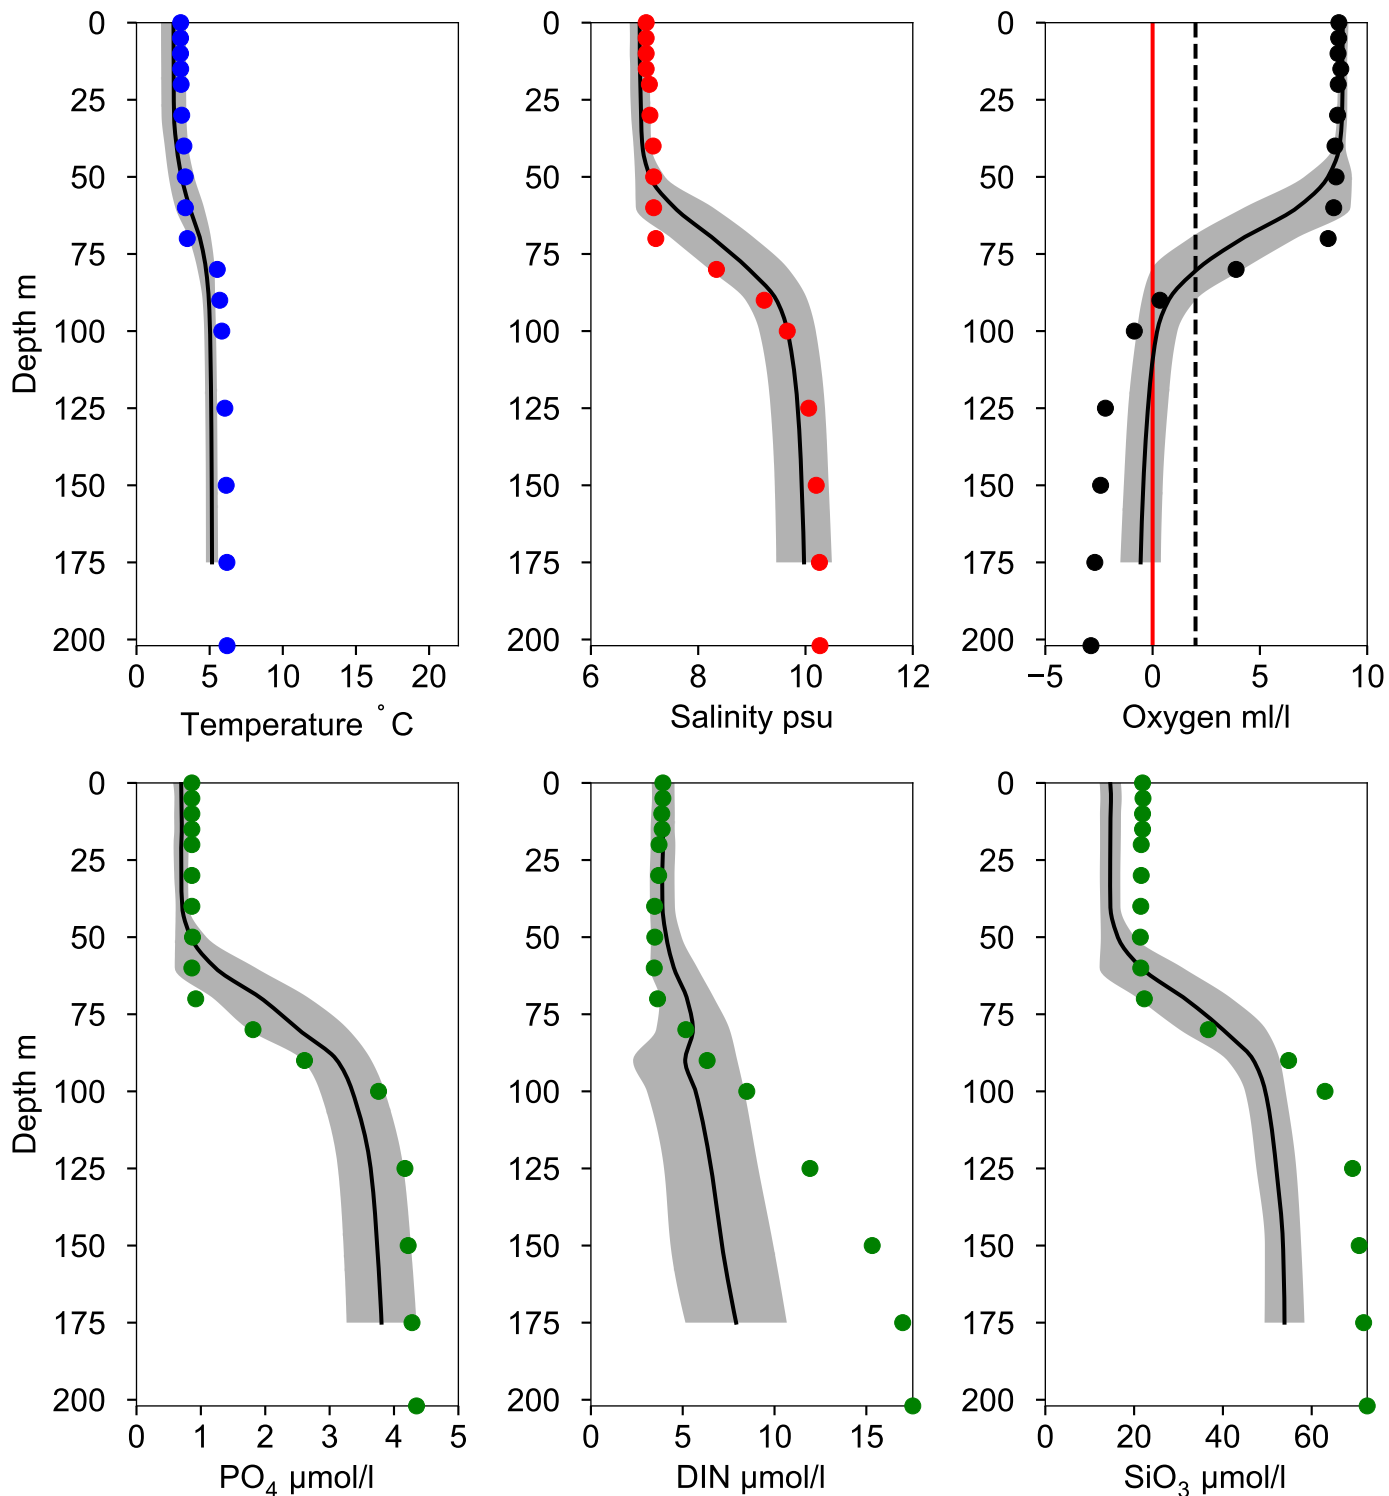 0 0 0
25 25 25
50 50 50
75 75 75
100 100 100
125 125 125
150 150 150
175 175 175
200 200 200
Depth m
0 5 10 15 20 6 8 10 12 −5 0 5 10
Temperature °C Salinity psu Oxygen ml/l
0 0 0
25 25 25
50 50 50
75 75 75
100 100 100
125 125 125
150 150 150
175 175 175
200 200 200
Depth m
0 1 2 3 4 5 0 5 10 15 0 20 40 60
PO₄ µmol/l DIN µmol/l SiO₃ µmol/l